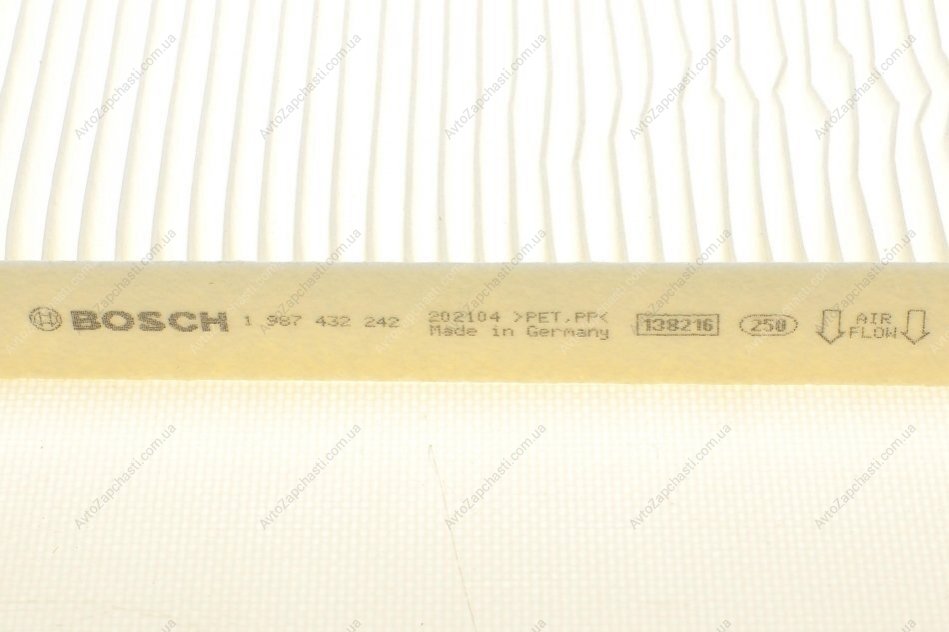 BOSCH 1 987 432 242
202104 >PET.PP<
Made in Germany
138216
250
AIR
FLOW
AvtoZapchasti.com.ua